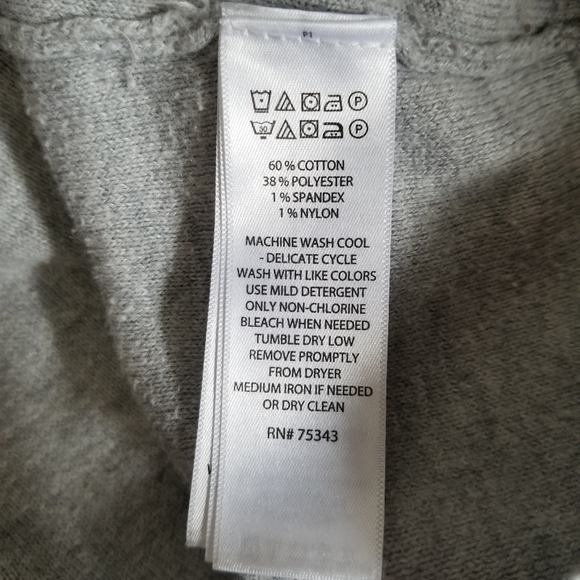 P1
P
30 P
60 % COTTON
38 % POLYESTER
1 % SPANDEX
1 % NYLON
MACHINE WASH COOL
- DELICATE CYCLE
WASH WITH LIKE COLORS
USE MILD DETERGENT
ONLY NON-CHLORINE
BLEACH WHEN NEEDED
TUMBLE DRY LOW
REMOVE PROMPTLY
FROM DRYER
MEDIUM IRON IF NEEDED
OR DRY CLEAN
RN# 75343